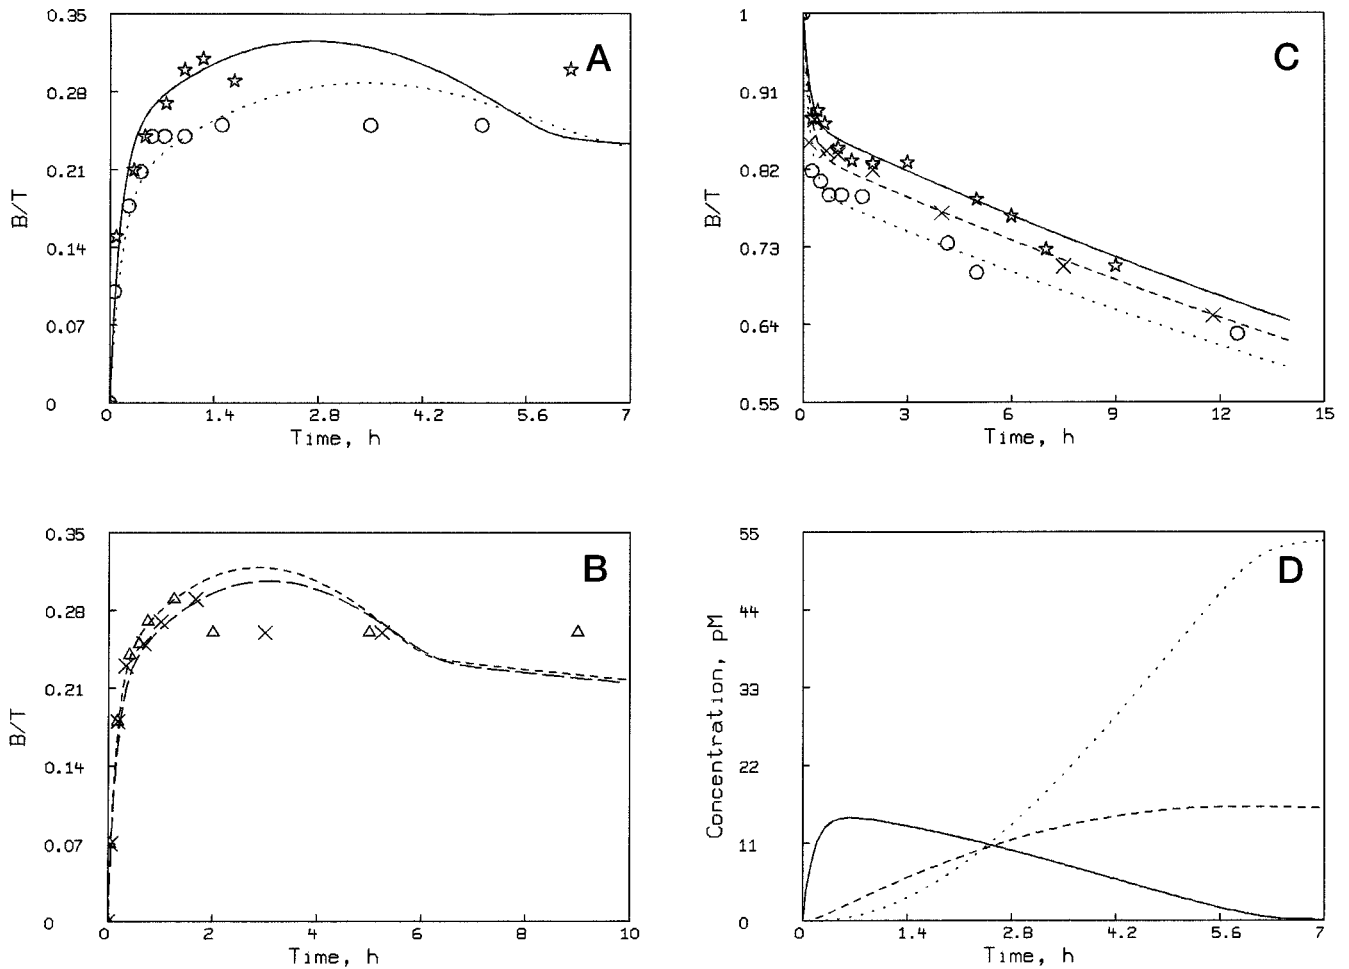 A
0.35
0.28
0.21
0.14
0.07
0
B/T
0 1.4 2.8 4.2 5.6 7
Time, h
C
1
0.91
0.82
0.73
0.64
0.55
B/T
0 3 6 9 12 15
Time, h
B
0.35
0.28
0.21
0.14
0.07
0
B/T
0 2 4 6 8 10
Time, h
D
55
44
33
22
11
0
Concentration, pM
0 1.4 2.8 4.2 5.6 7
Time, h